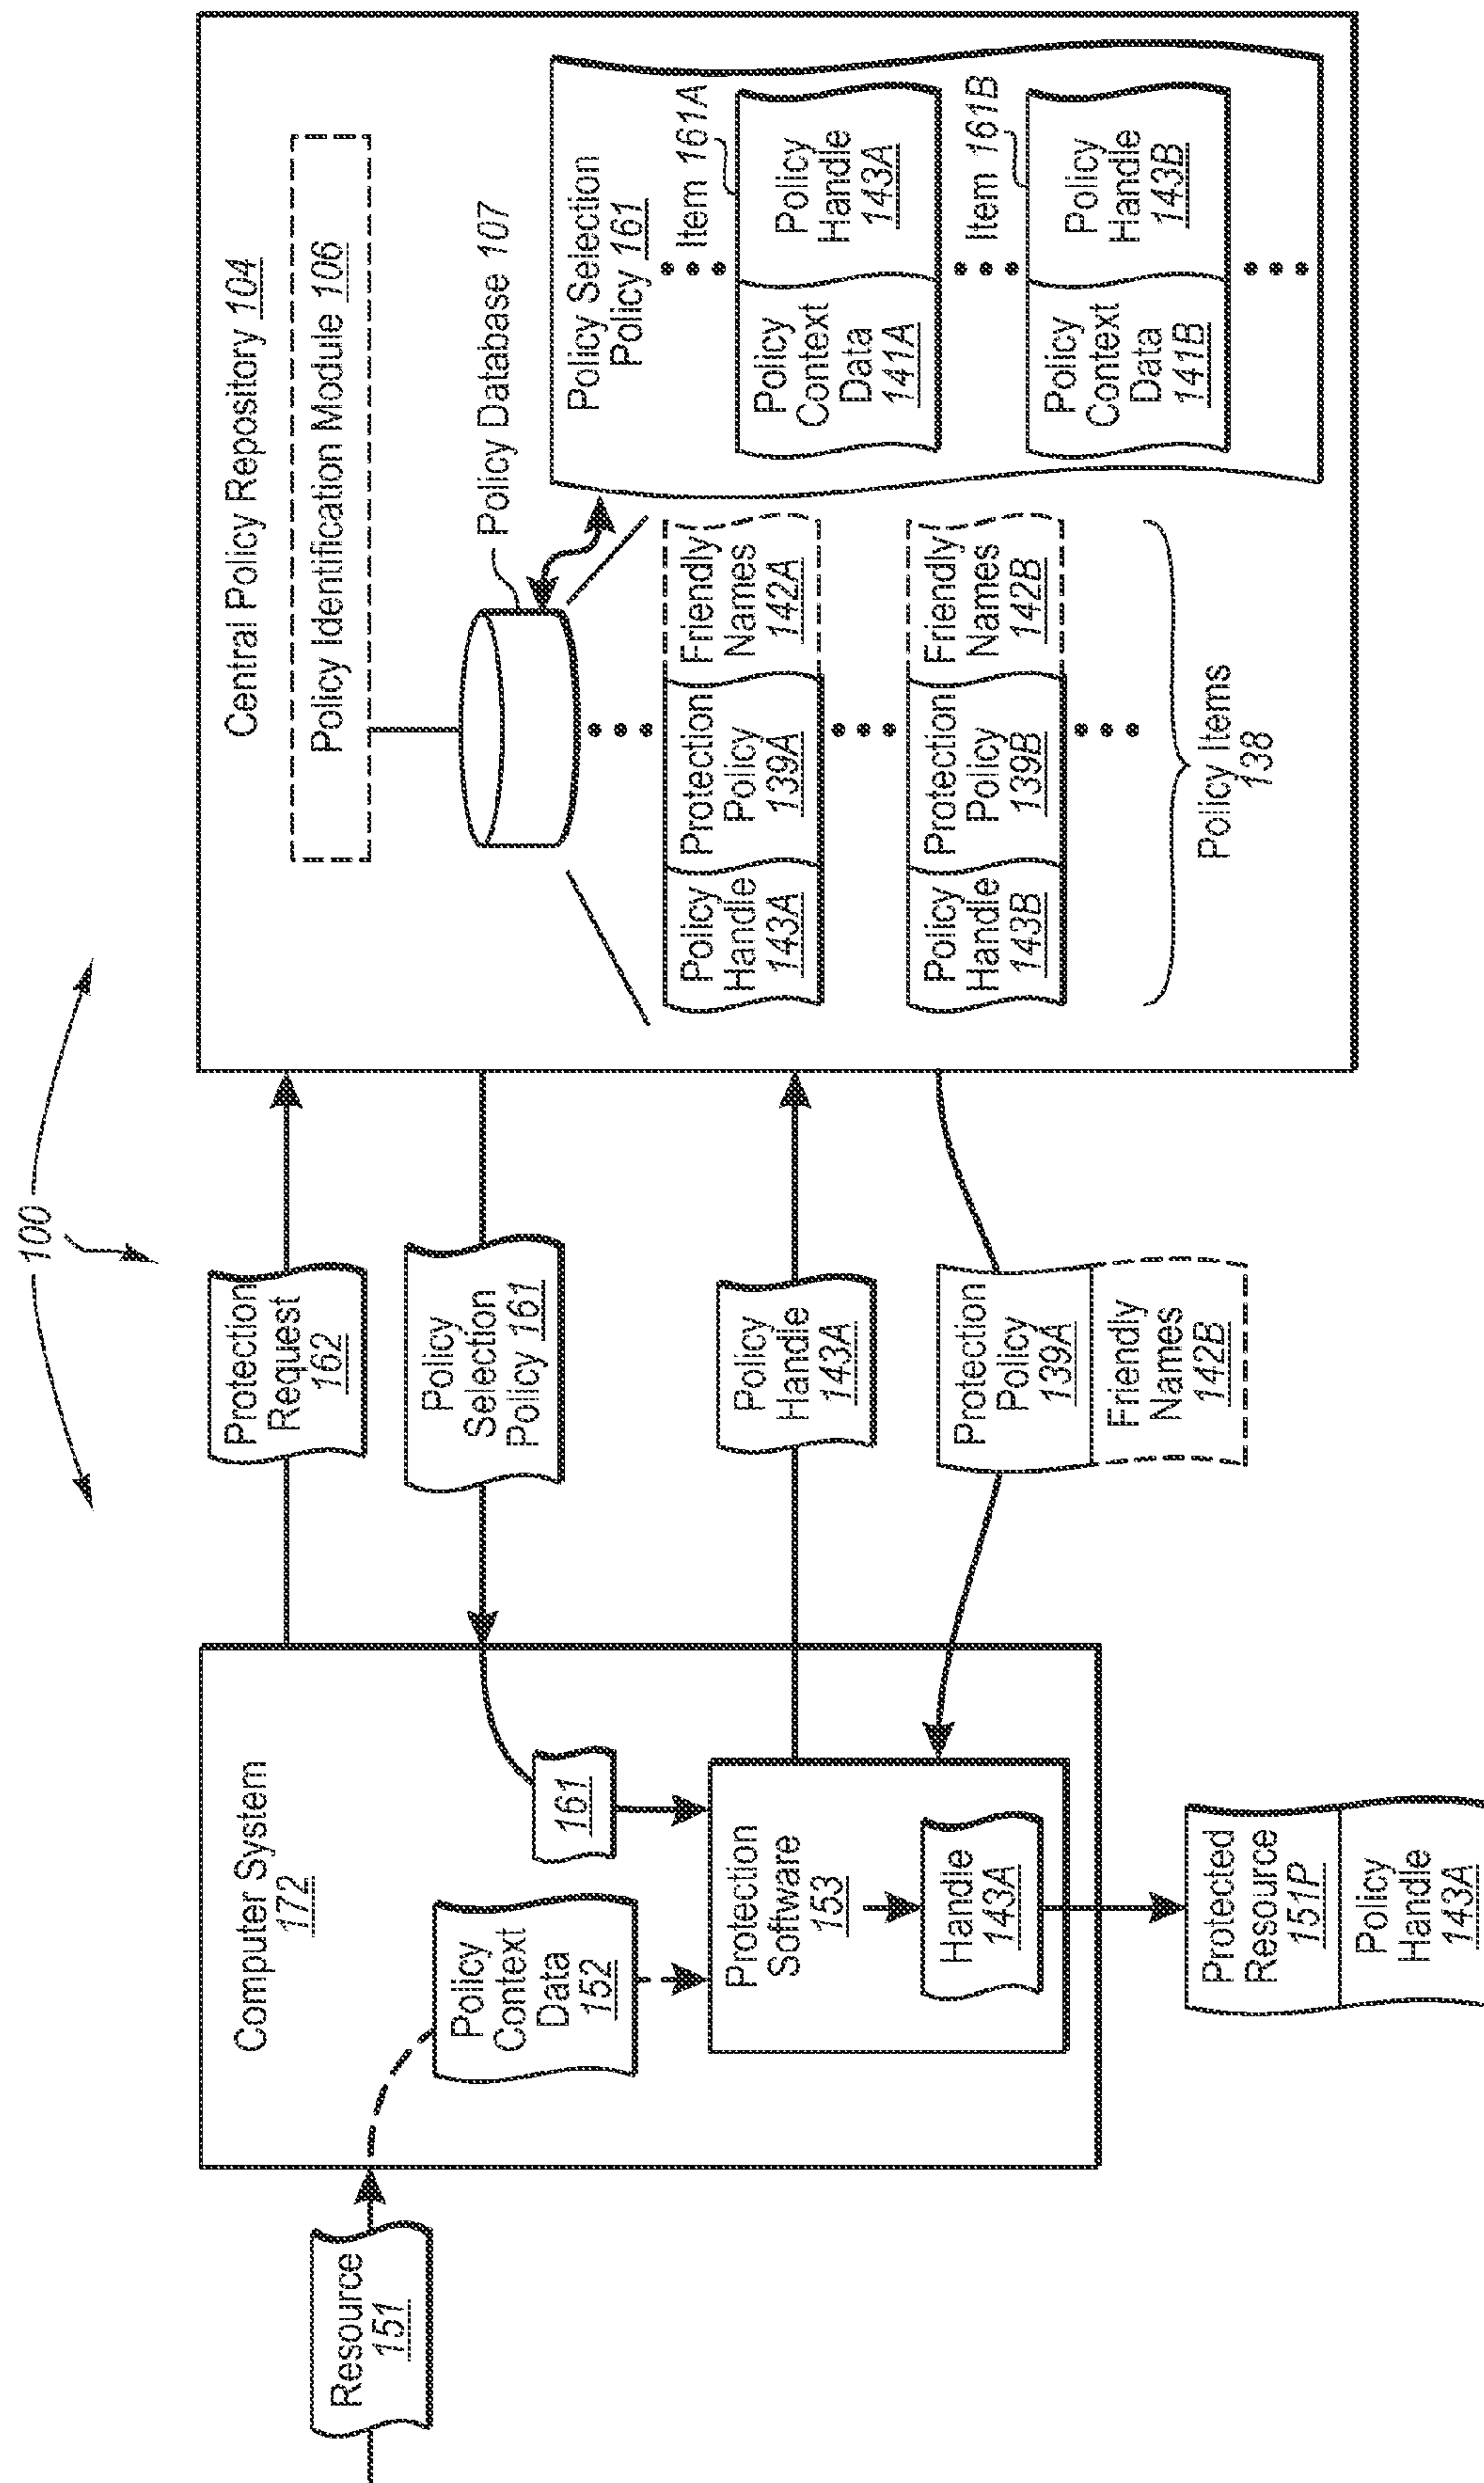 100
Resource
151
Computer System
172
Policy
Context
Data
152
161
Protection
Software
153
Handle
143A
Protected
Resource
151P
Policy
Handle
143A
Protection
Request
162
Policy
Selection
Policy 161
Policy
Handle
143A
Protection
Policy
139A
Friendly
Names
142B
Central Policy Repository 104
Policy Identification Module 106
Policy Database 107
Policy
Handle
143A
Protection
Policy
139A
Friendly
Names
142A
Policy
Handle
143B
Protection
Policy
139B
Friendly
Names
142B
Policy Items
138
Policy Selection
Policy 161
Item 161A
Policy
Context
Data
141A
Policy
Handle
143A
Item 161B
Policy
Context
Data
141B
Policy
Handle
143B